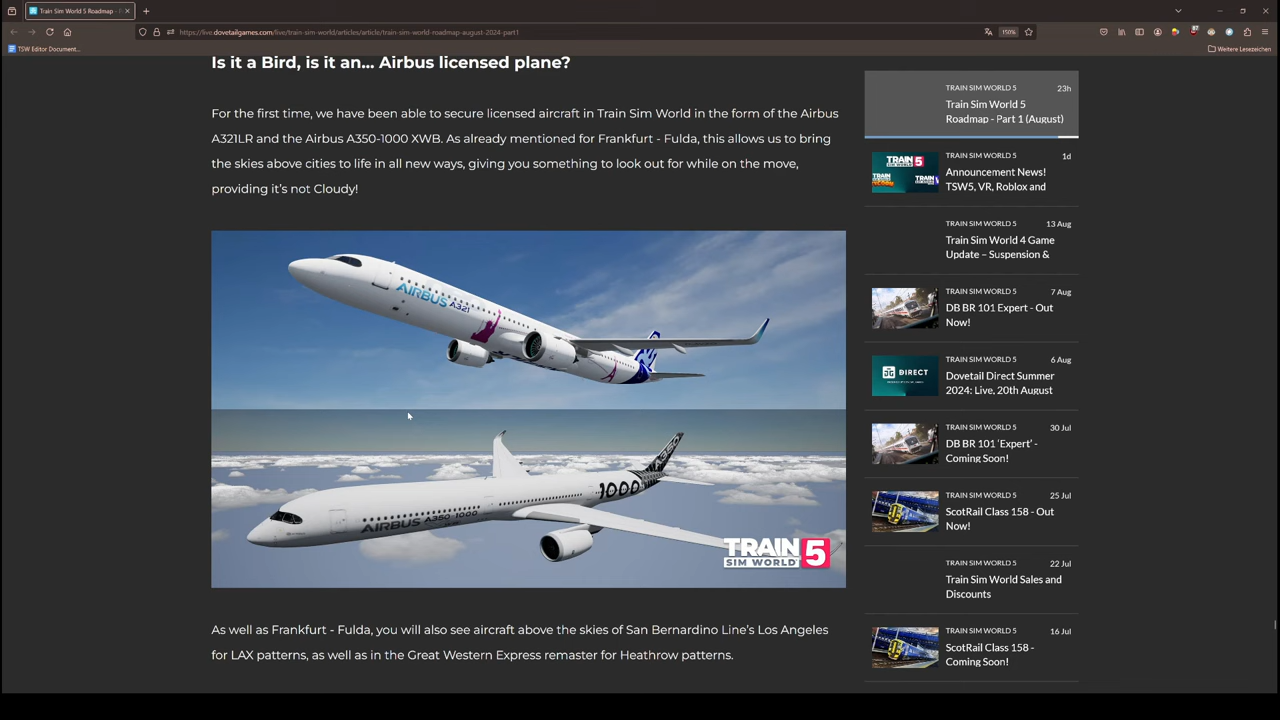 Train Sim World 5 Roadmap -
https://live.dovetailgames.com/live/train-sim-world/articles/article/train-sim-world-roadmap-august-2024-part1
150%
TSW Editor Document...
Weitere Lesezeichen
Is it a Bird, is it an... Airbus licensed plane?
For the first time, we have been able to secure licensed aircraft in Train Sim World in the form of the Airbus
A321LR and the Airbus A350-1000 XWB. As already mentioned for Frankfurt - Fulda, this allows us to bring
the skies above cities to life in all new ways, giving you something to look out for while on the move,
providing it's not Cloudy!
AIRBUS A321
1000
AIRBUS A350-1000
TRAIN
SIM WORLD 5
As well as Frankfurt - Fulda, you will also see aircraft above the skies of San Bernardino Line's Los Angeles
for LAX patterns, as well as in the Great Western Express remaster for Heathrow patterns.
TRAIN SIM WORLD 5 23h
Train Sim World 5
Roadmap - Part 1 (August)
TRAIN SIM WORLD 5 1d
Announcement News!
TSW5, VR, Roblox and
TRAIN SIM WORLD 5 13 Aug
Train Sim World 4 Game
Update – Suspension &
TRAIN SIM WORLD 5 7 Aug
DB BR 101 Expert - Out
Now!
TRAIN SIM WORLD 5 6 Aug
DIRECT
Dovetail Direct Summer
2024: Live, 20th August
TRAIN SIM WORLD 5 30 Jul
DB BR 101 'Expert' -
Coming Soon!
TRAIN SIM WORLD 5 25 Jul
ScotRail Class 158 - Out
Now!
TRAIN SIM WORLD 5 22 Jul
Train Sim World Sales and
Discounts
TRAIN SIM WORLD 5 16 Jul
ScotRail Class 158 -
Coming Soon!